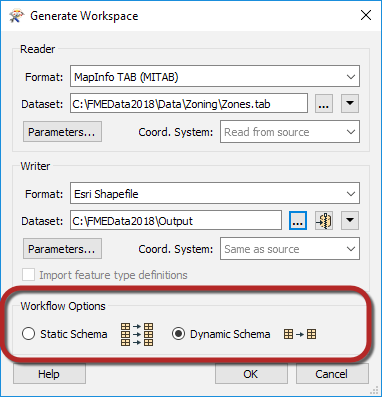 Generate Workspace
Reader
Format: MapInfo TAB (MITAB)
Dataset: C:\FMEData2018\Data\Zoning\Zones.tab ...
Parameters... Coord. System: Read from source
Writer
Format: Esri Shapefile
Dataset: C:\FMEData2018\Output ...
Parameters... Coord. System: Same as source
Import feature type definitions
Workflow Options
Static Schema Dynamic Schema
Help OK Cancel